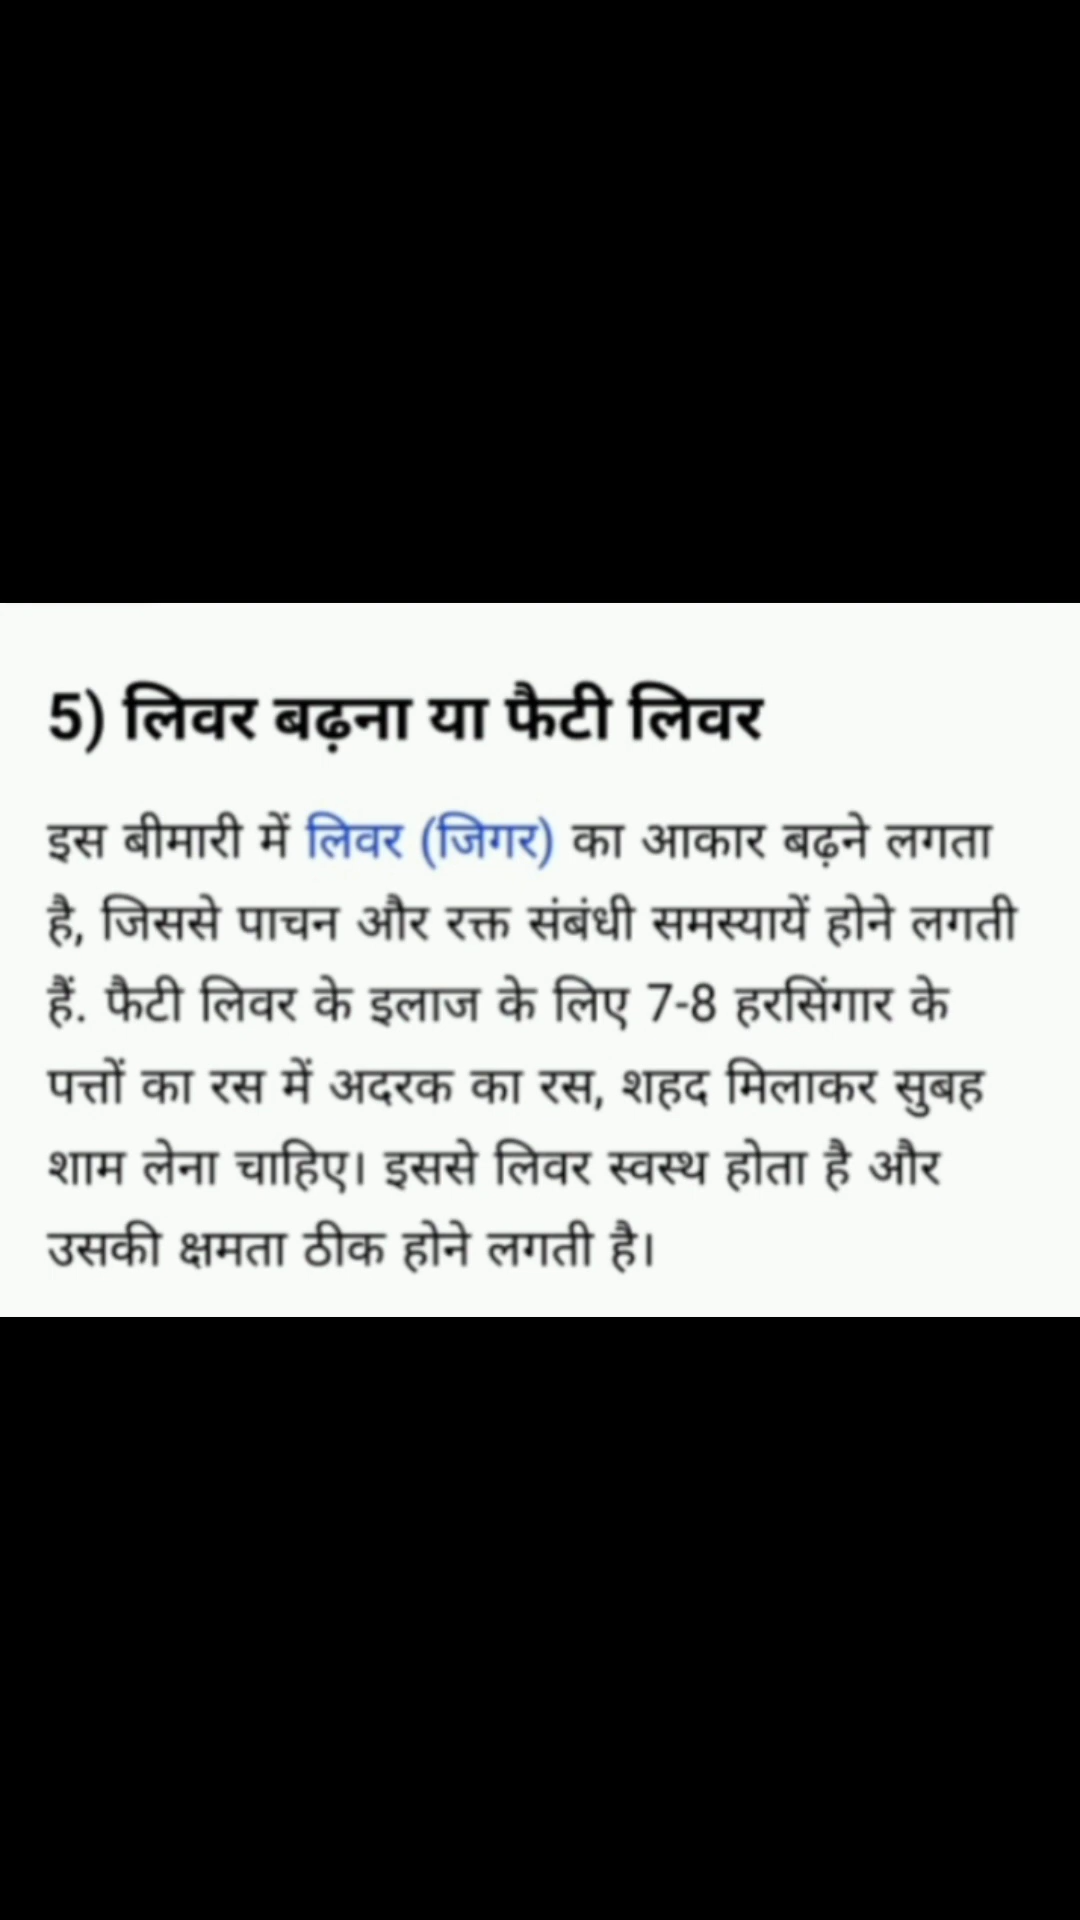 5) लिवर बढ़ना या फैटी लिवर
इस बीमारी में लिवर (जिगर) का आकार बढ़ने लगता
है, जिससे पाचन और रक्त संबंधी समस्यायें होने लगती
हैं. फैटी लिवर के इलाज के लिए 7-8 हरसिंगार के
पत्तों का रस में अदरक का रस, शहद मिलाकर सुबह
शाम लेना चाहिए। इससे लिवर स्वस्थ होता है और
उसकी क्षमता ठीक होने लगती है।